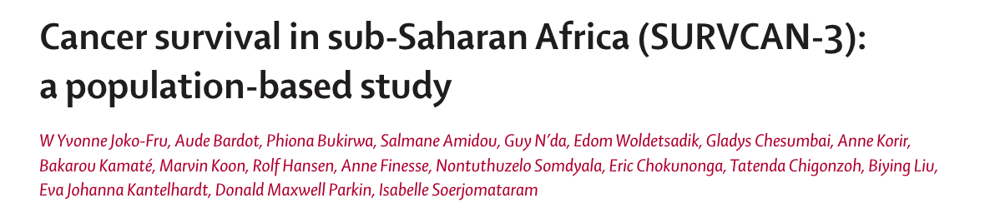 Cancer survival in sub-Saharan Africa (SURVCAN-3):
a population-based study
W Yvonne Joko-Fru, Aude Bardot, Phiona Bukirwa, Salmane Amidou, Guy N’da, Edom Woldetsadik, Gladys Chesumbai, Anne Korir,
Bakarou Kamaté, Marvin Koon, Rolf Hansen, Anne Finesse, Nontuthuzelo Somdyala, Eric Chokunonga, Tatenda Chigonzoh, Biying Liu,
Eva Johanna Kantelhardt, Donald Maxwell Parkin, Isabelle Soerjomataram